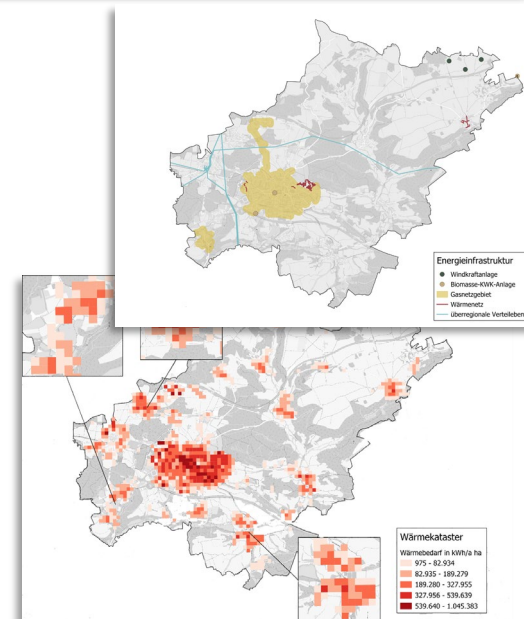 Energieinfrastruktur
Windkraftanlage
Biomasse-KWK-Anlage
Gasnetzgebiet
Wärmenetz
überregionale Verteileben
Wärmekataster
Wärmebedarf in kWh/a ha
975 - 82.934
82.935 - 189.279
189.280 - 327.955
327.956 - 539.639
539.640 - 1.045.383